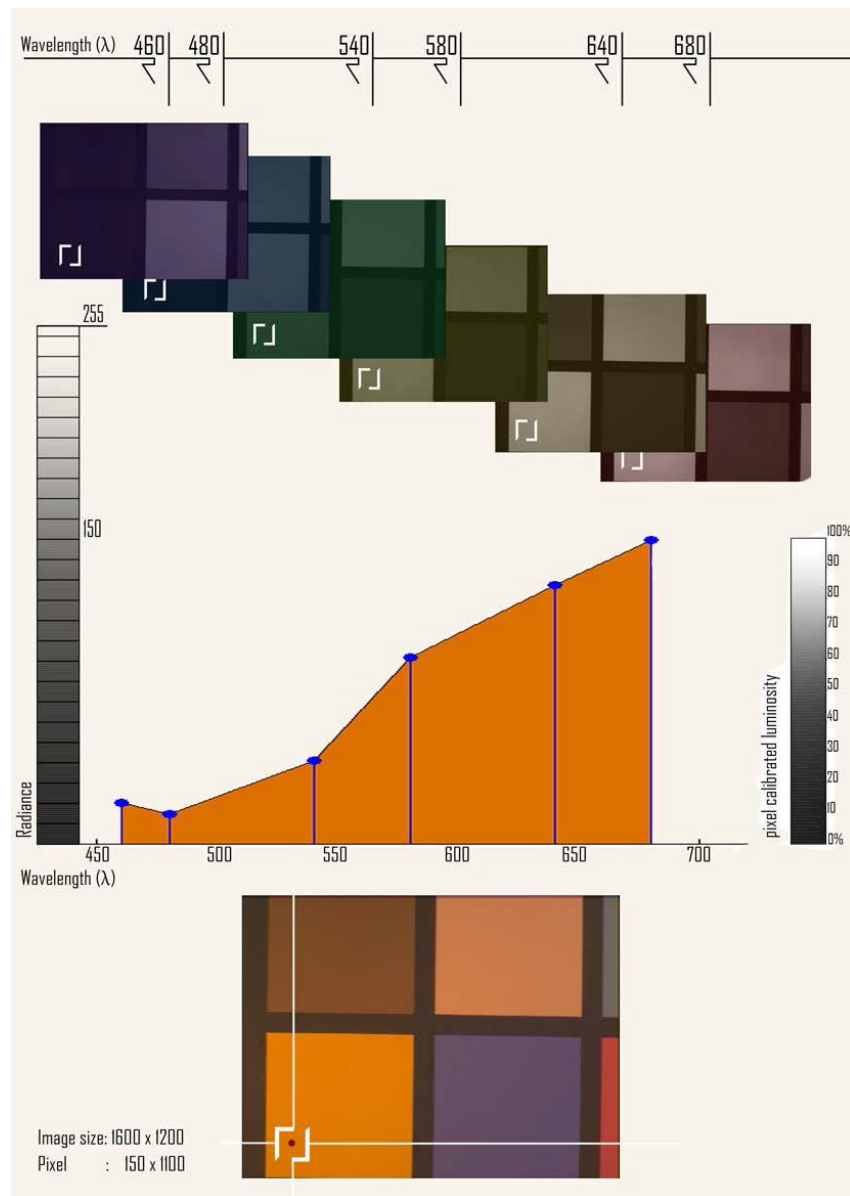 Wavelength (λ) 460 480 540 580 640 680
255
150
Radiance
100%
90
80
70
60
50
40
30
20
10
0%
pixel calibrated luminosity
450 500 550 600 650 700
Wavelength (λ)
Image size: 1600 x 1200
Pixel : 150 x 1100